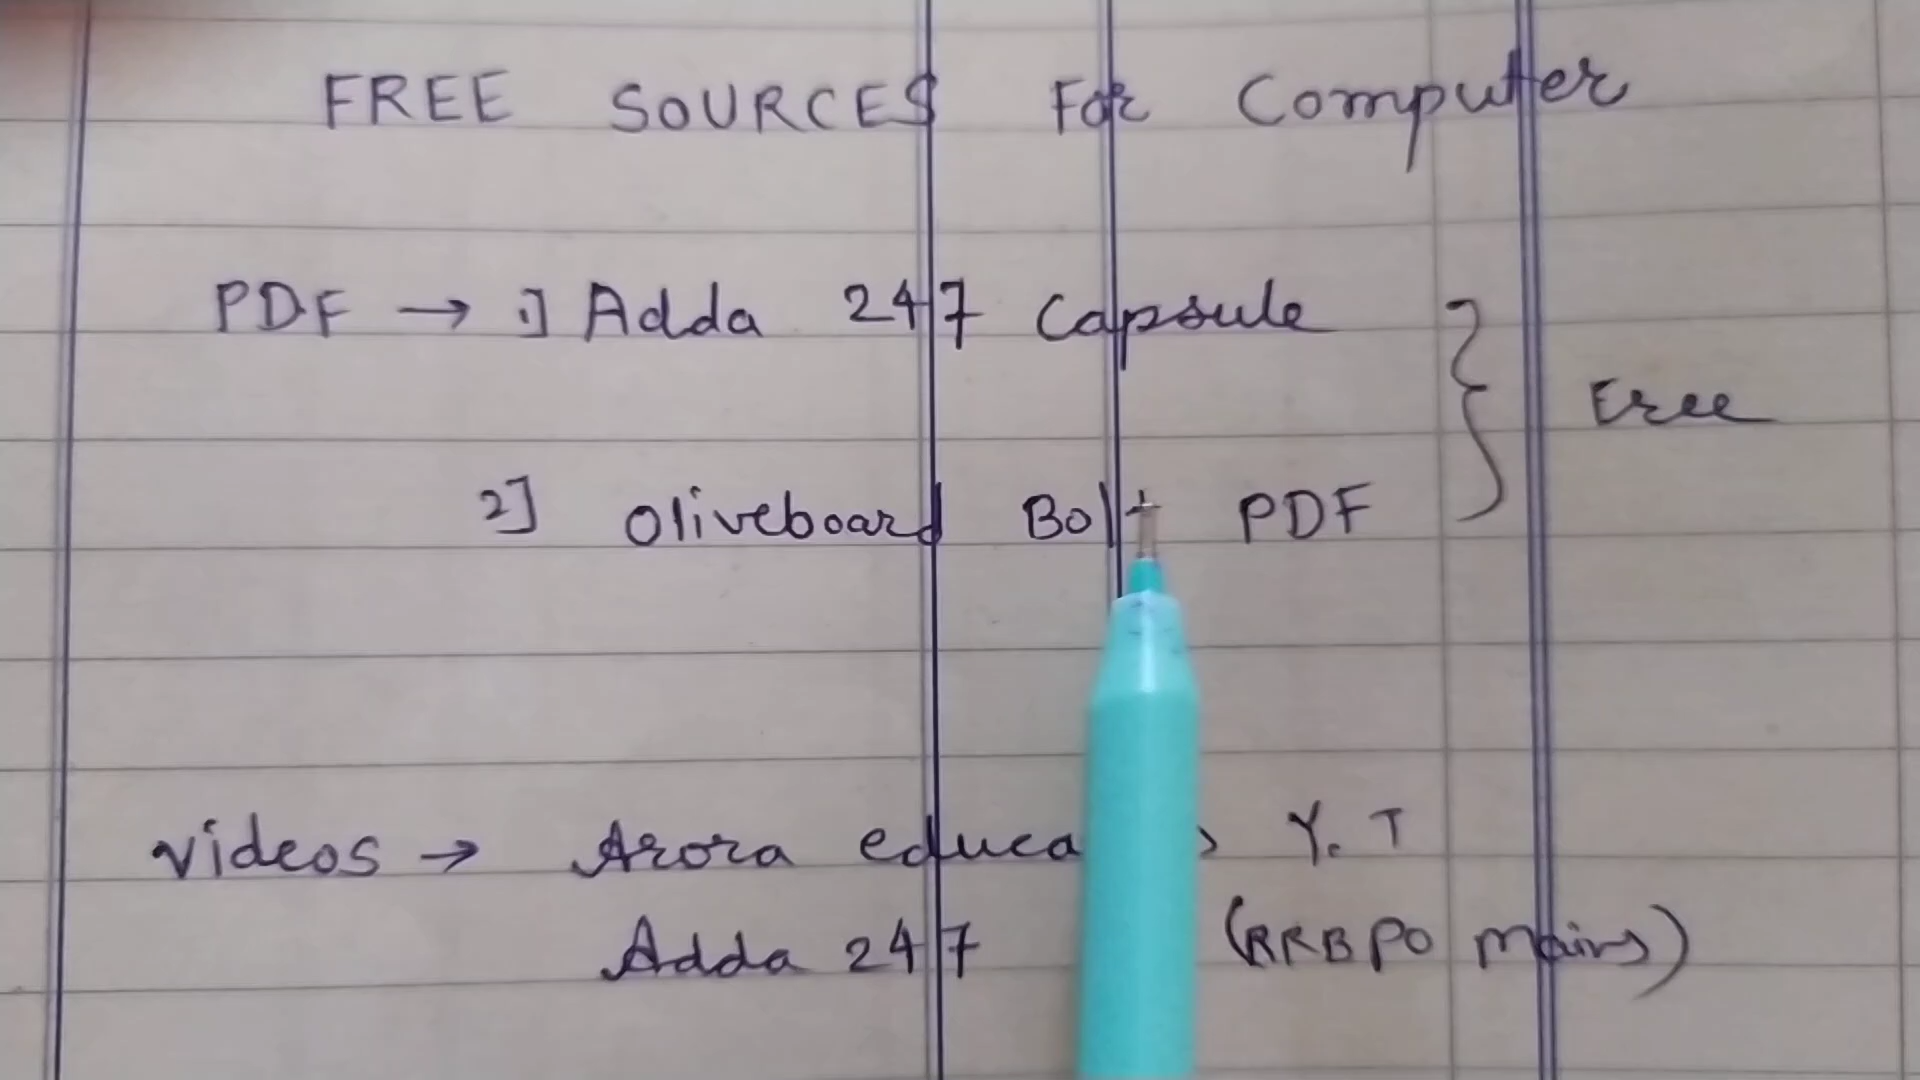 FREE SOURCES For Computer
PDF → 1] Adda 247 Capsule
Free
2] Oliveboard Bolt PDF
videos → Arora Y. T
Adda 247 (RRB PO Mains)